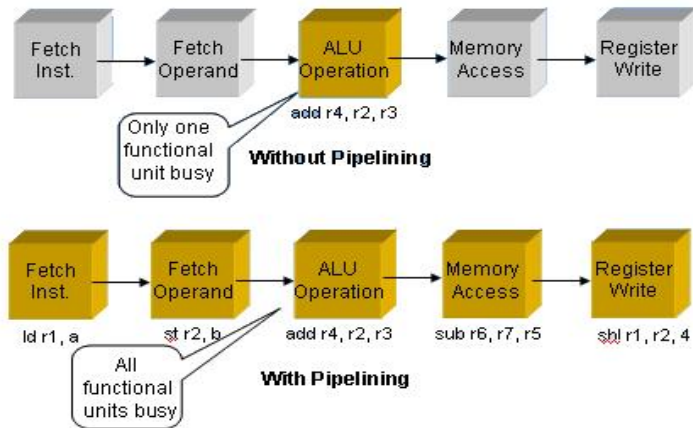 Fetch
Inst.
Fetch
Operand
ALU
Operation
Memory
Access
Register
Write
add r4, r2, r3
Only one
functional
unit busy
Without Pipelining
Fetch
Inst.
Fetch
Operand
ALU
Operation
Memory
Access
Register
Write
ld r1, a
st r2, b
add r4, r2, r3
sub r6, r7, r5
shl r1, r2, 4
All
functional
units busy
With Pipelining